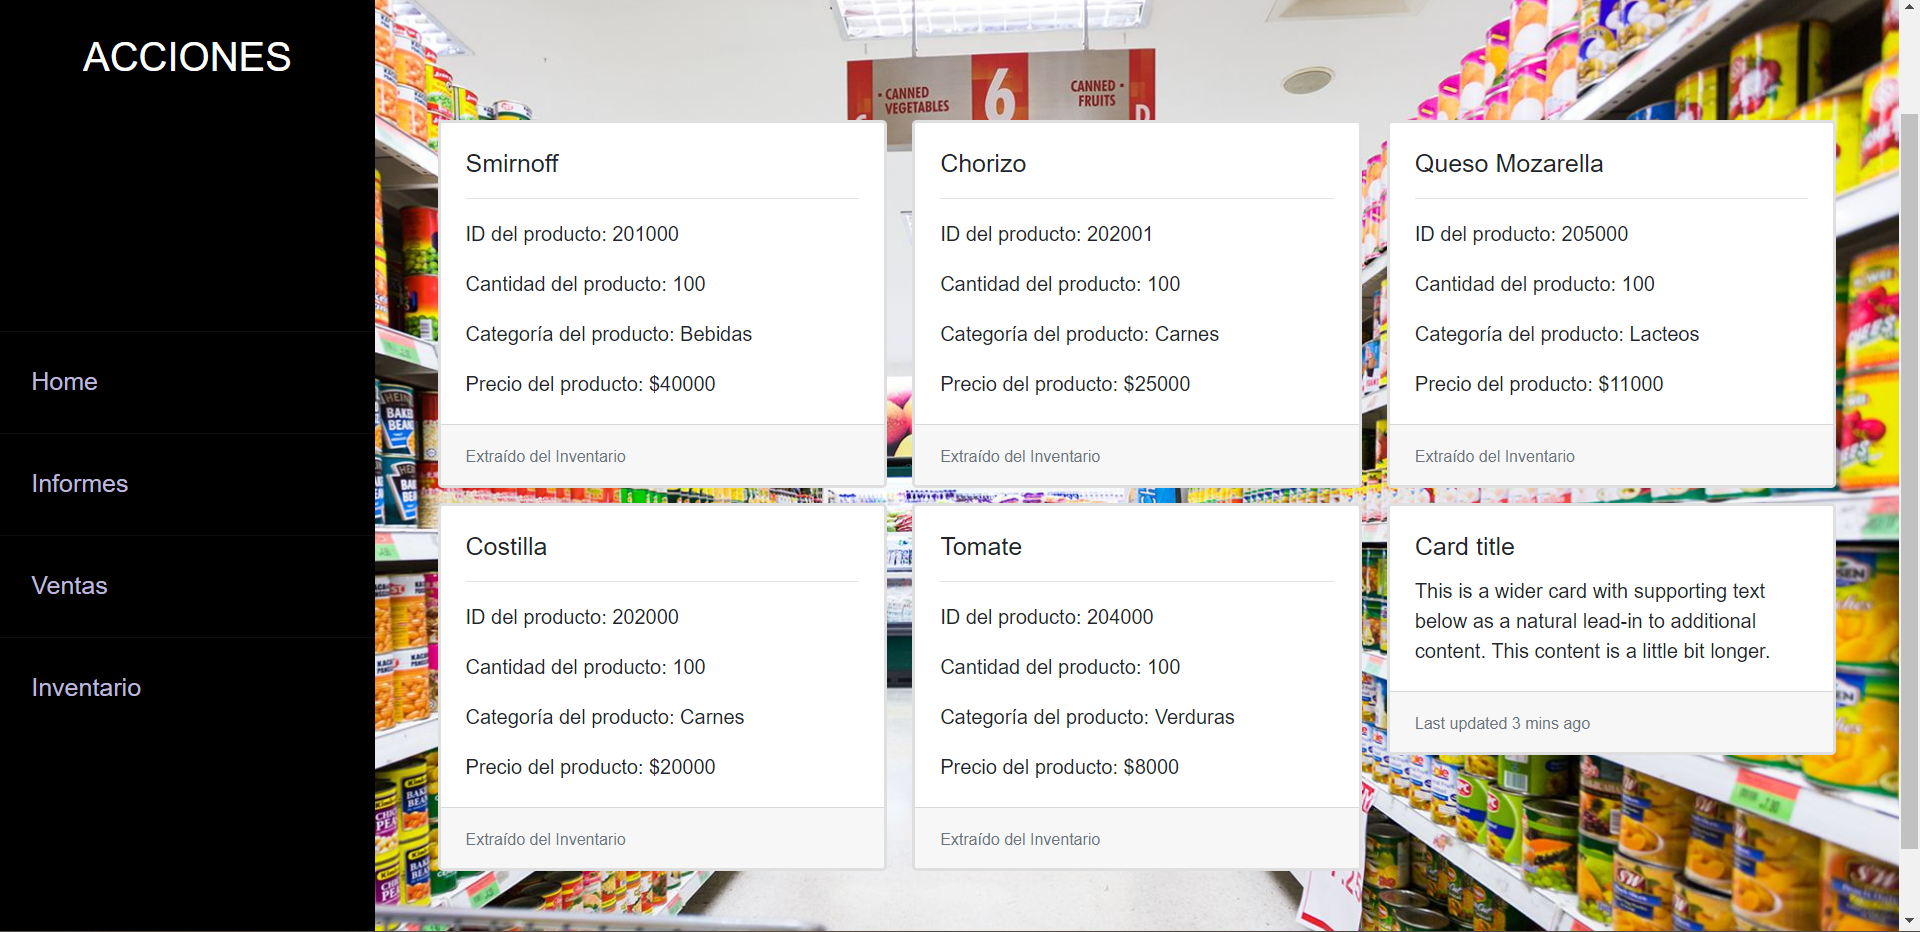 ACCIONES
Home
Informes
Ventas
Inventario
CANNED
VEGETABLES
6
CANNED
FRUITS
Smirnoff
ID del producto: 201000
Cantidad del producto: 100
Categoría del producto: Bebidas
Precio del producto: $40000
Extraído del Inventario
Chorizo
ID del producto: 202001
Cantidad del producto: 100
Categoría del producto: Carnes
Precio del producto: $25000
Extraído del Inventario
Queso Mozarella
ID del producto: 205000
Cantidad del producto: 100
Categoría del producto: Lacteos
Precio del producto: $11000
Extraído del Inventario
Costilla
ID del producto: 202000
Cantidad del producto: 100
Categoría del producto: Carnes
Precio del producto: $20000
Extraído del Inventario
Tomate
ID del producto: 204000
Cantidad del producto: 100
Categoría del producto: Verduras
Precio del producto: $8000
Extraído del Inventario
Card title
This is a wider card with supporting text
below as a natural lead-in to additional
content. This content is a little bit longer.
Last updated 3 mins ago